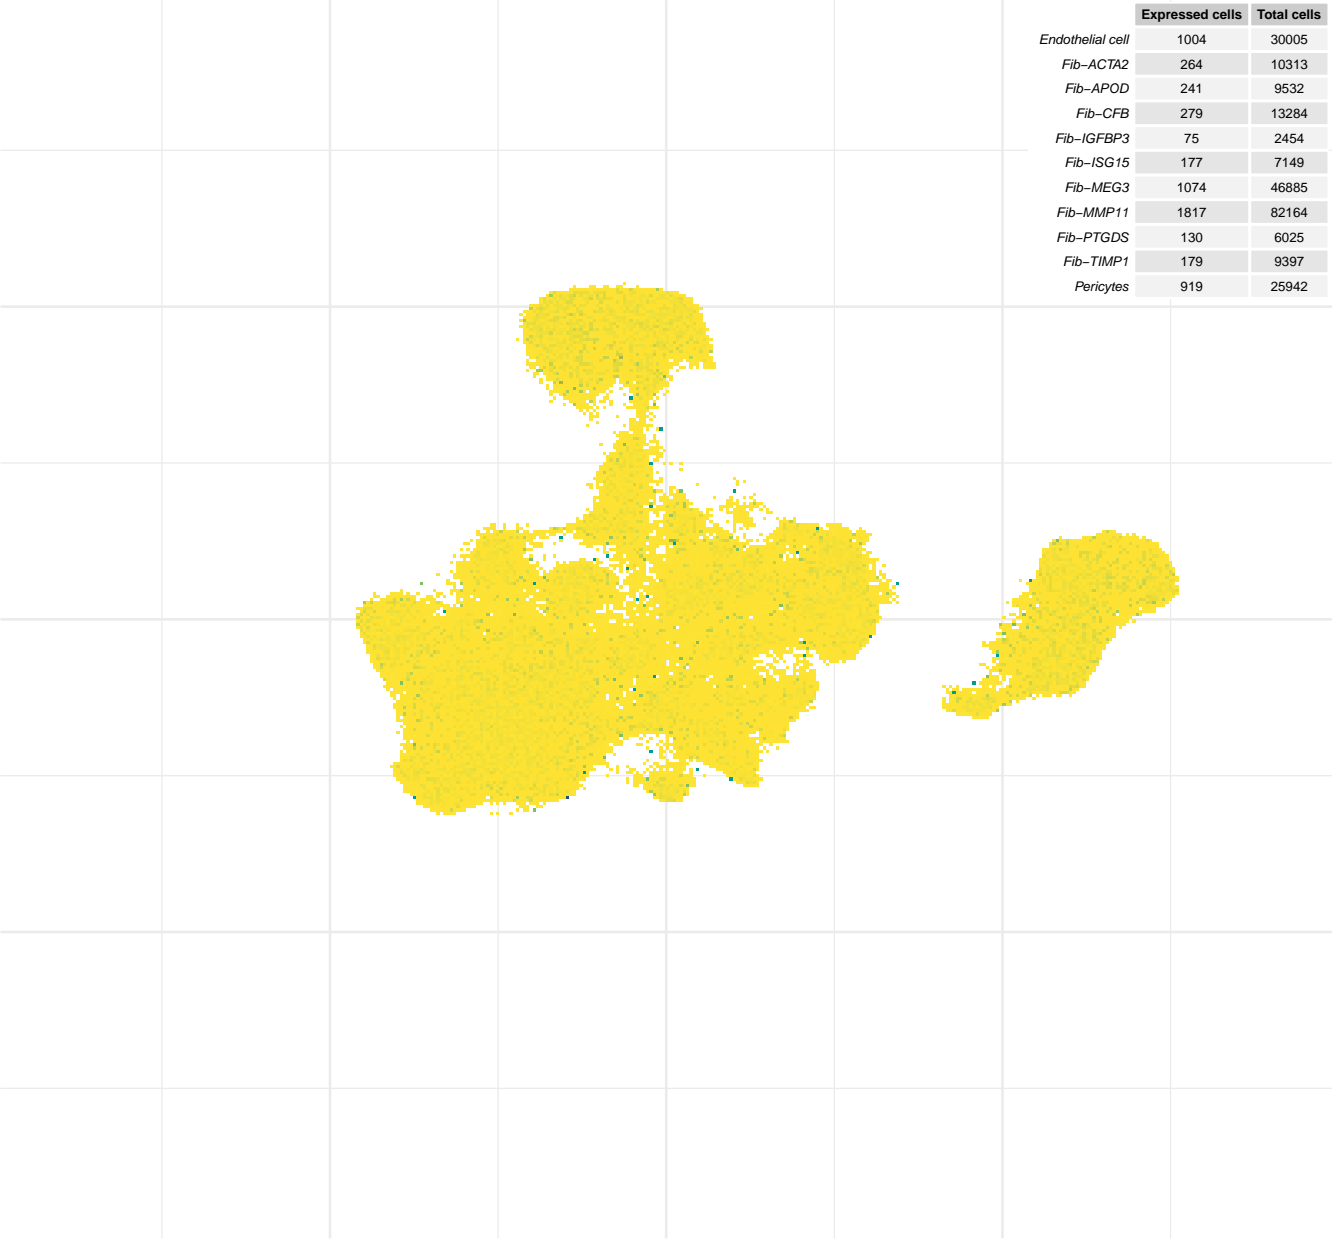 Expressed cells Total cells
Endothelial cell 1004 30005
Fib−ACTA2 264 10313
Fib−APOD 241 9532
Fib−CFB 279 13284
Fib−IGFBP3 75 2454
Fib−ISG15 177 7149
Fib−MEG3 1074 46885
Fib−MMP11 1817 82164
Fib−PTGDS 130 6025
Fib−TIMP1 179 9397
Pericytes 919 25942